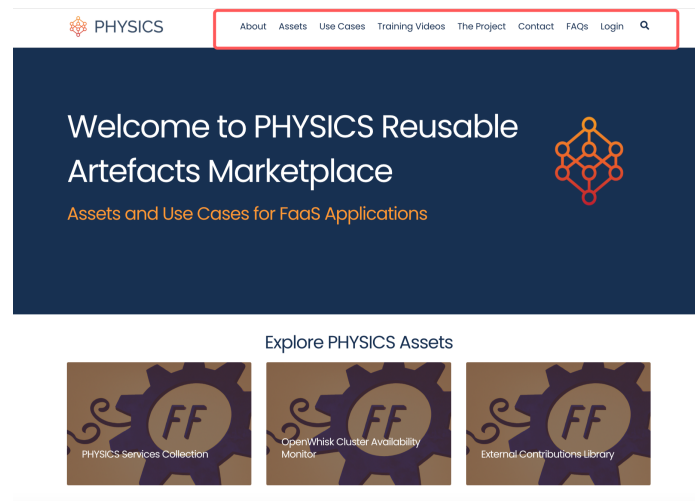 PHYSICS
About Assets Use Cases Training Videos The Project Contact FAQs Login
Welcome to PHYSICS Reusable
Artefacts Marketplace
Assets and Use Cases for FaaS Applications
Explore PHYSICS Assets
FF
PHYSICS Services Collection
FF
OpenWhisk Cluster Availability
Monitor
FF
External Contributions Library